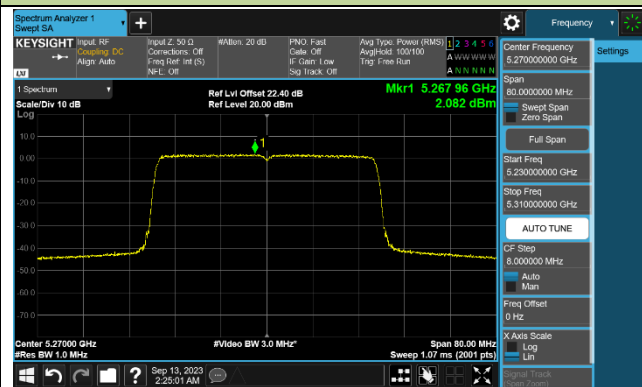 Spectrum Analyzer 1
Swept SA
+
Frequency
KEYSIGHT
Input: RF
Coupling: DC
Align: Auto
Input Z: 50 Ω
Corrections: Off
Freq Ref: Int (S)
NFE: Off
#Atten: 20 dB
PNO: Fast
Gate: Off
IF Gain: Low
Sig Track: Off
Avg Type: Power (RMS)
Avg|Hold: 100/100
Trig: Free Run
1 2 3 4 5 6
A W W W W W
A N N N N N
LXI
1 Spectrum
Scale/Div 10 dB
Log
Ref Lvl Offset 22.40 dB
Ref Level 20.00 dBm
Mkr1 5.267 96 GHz
2.082 dBm
1
10.0
0.00
-10.0
-20.0
-30.0
-40.0
-50.0
-60.0
-70.0
Center 5.27000 GHz
#Res BW 1.0 MHz
#Video BW 3.0 MHz*
Span 80.00 MHz
Sweep 1.07 ms (2001 pts)
Center Frequency
5.270000000 GHz
Settings
Span
80.0000000 MHz
Swept Span
Zero Span
Full Span
Start Freq
5.230000000 GHz
Stop Freq
5.310000000 GHz
AUTO TUNE
CF Step
8.000000 MHz
Auto
Man
Freq Offset
0 Hz
X Axis Scale
Log
Lin
Signal Track
(Span Zoom)
?
Sep 13, 2023
2:25:01 AM